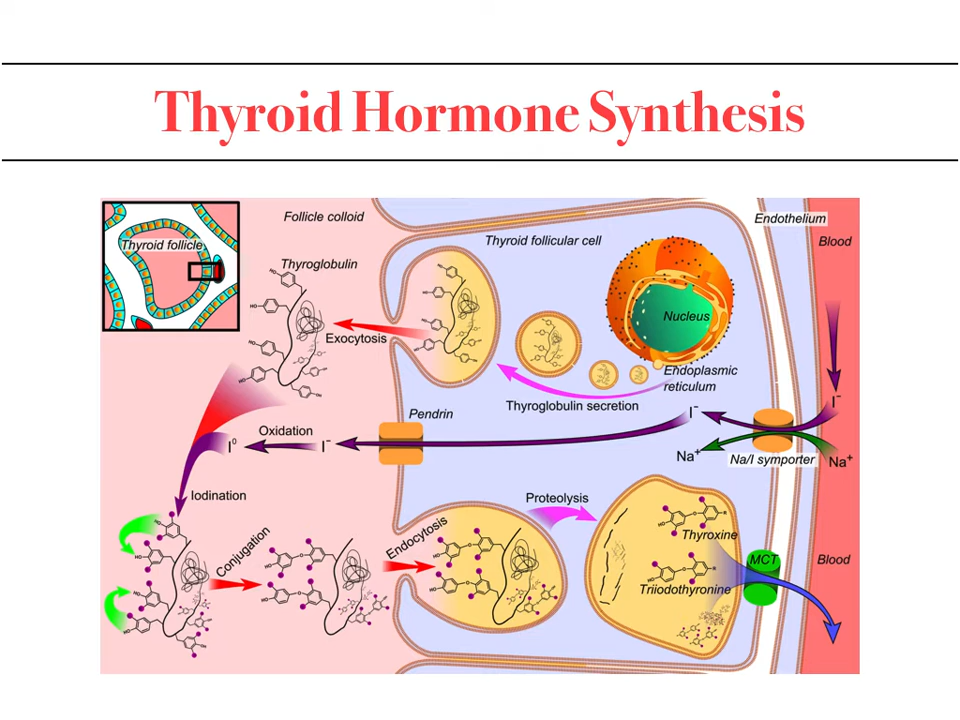 Thyroid Hormone Synthesis
Follicle colloid
Endothelium
Thyroid follicle
Thyroid follicular cell
Blood
Thyroglobulin
Nucleus
Exocytosis
Endoplasmic
reticulum
Thyroglobulin secretion
I⁻
I⁻
Pendrin
Oxidation
I⁰
I⁻
Na⁺
Na/I symporter
Na⁺
Iodination
Proteolysis
Endocytosis
Conjugation
Thyroxine
MCT
Blood
Triiodothyronine